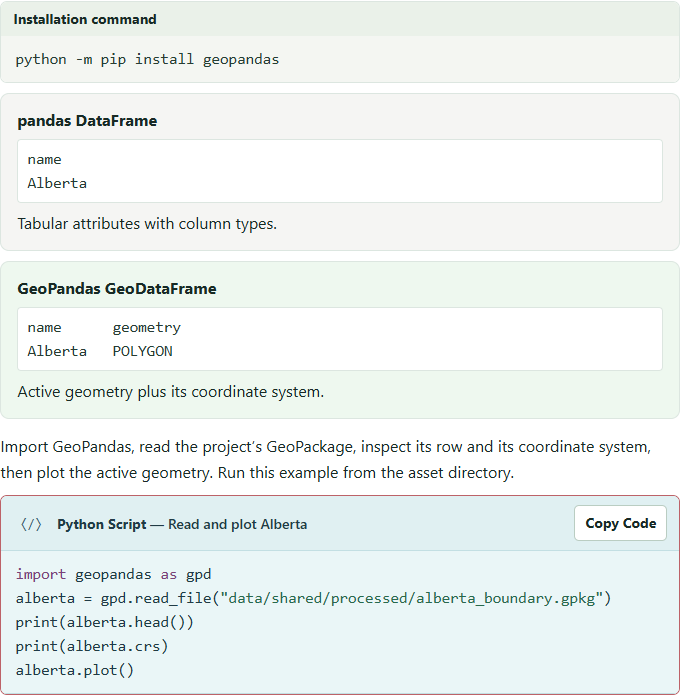 Installation command
python -m pip install geopandas
pandas DataFrame
name
Alberta
Tabular attributes with column types.
GeoPandas GeoDataFrame
name      geometry
Alberta   POLYGON
Active geometry plus its coordinate system.
Import GeoPandas, read the project’s GeoPackage, inspect its row and its coordinate system,
then plot the active geometry. Run this example from the asset directory.
</> Python Script — Read and plot Alberta
Copy Code
import geopandas as gpd
alberta = gpd.read_file("data/shared/processed/alberta_boundary.gpkg")
print(alberta.head())
print(alberta.crs)
alberta.plot()